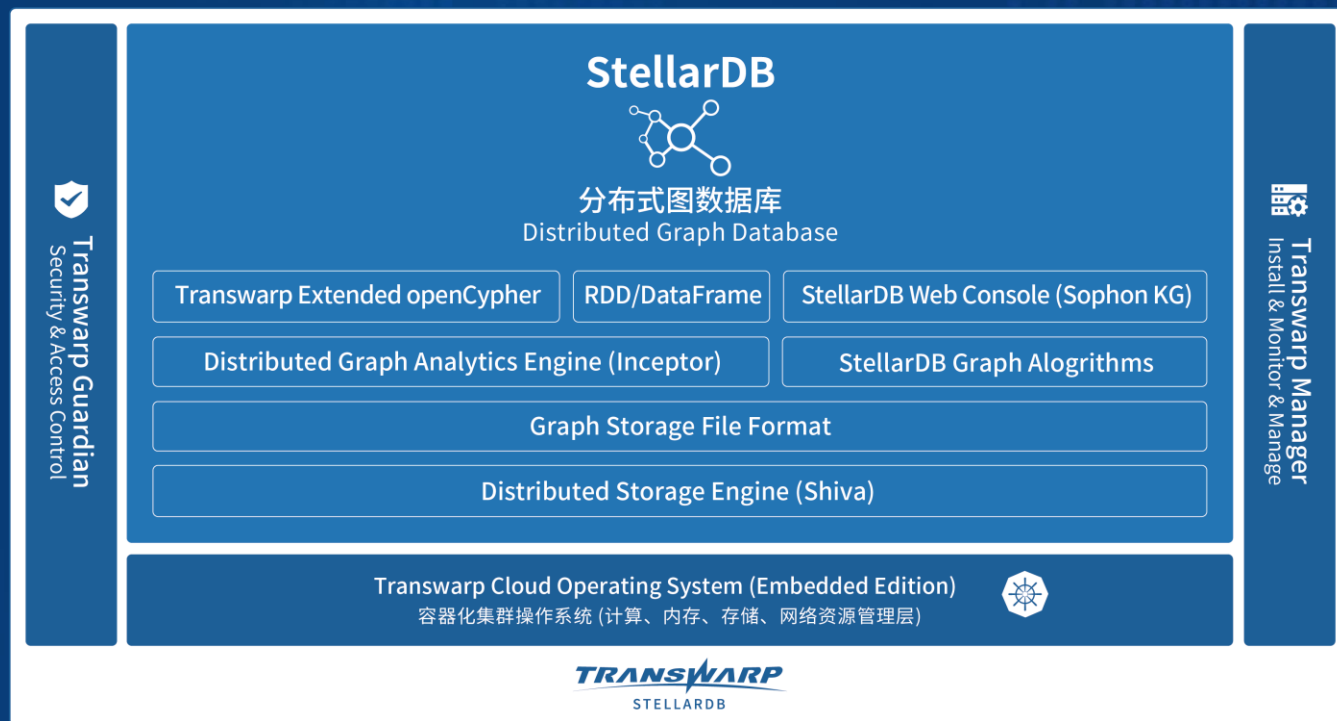 StellarDB
分布式图数据库
Distributed Graph Database
Transwarp Extended openCypher
RDD/DataFrame
StellarDB Web Console (Sophon KG)
Distributed Graph Analytics Engine (Inceptor)
StellarDB Graph Alogrithms
Graph Storage File Format
Distributed Storage Engine (Shiva)
Transwarp Guardian
Security & Access Control
Transwarp Manager
Install & Monitor & Manage
Transwarp Cloud Operating System (Embedded Edition)
容器化集群操作系统 (计算、内存、存储、网络资源管理层)
TRANSWARP
STELLARDB